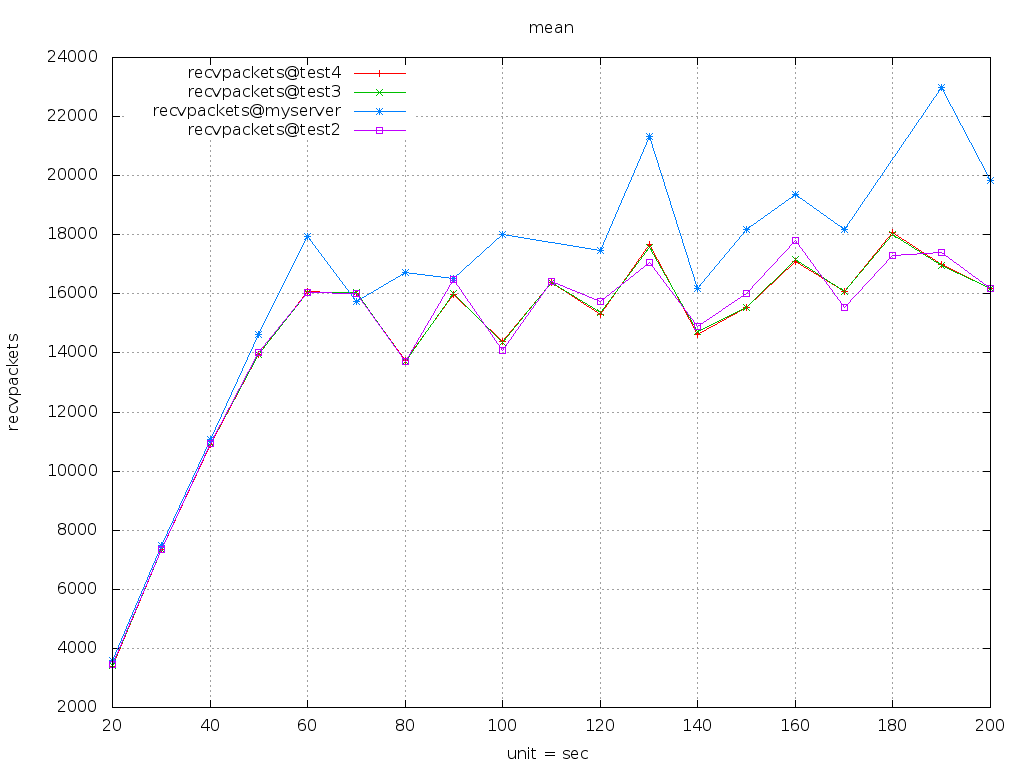 mean
24000
22000
20000
18000
16000
14000
12000
10000
8000
6000
4000
2000
recvpackets
recvpackets@test4
recvpackets@test3
recvpackets@myserver
recvpackets@test2
20 40 60 80 100 120 140 160 180 200
unit = sec